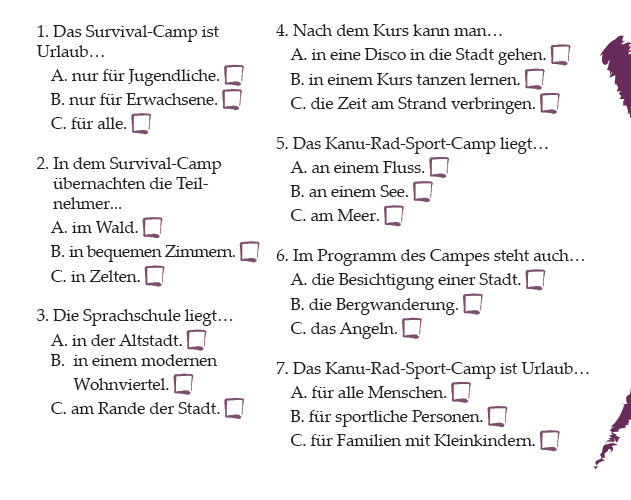 1. Das Survival-Camp ist
Urlaub…
A. nur für Jugendliche.
B. nur für Erwachsene.
C. für alle.
2. In dem Survival-Camp
übernachten die Teil-
nehmer...
A. im Wald.
B. in bequemen Zimmern.
C. in Zelten.
3. Die Sprachschule liegt…
A. in der Altstadt.
B. in einem modernen
Wohnviertel.
C. am Rande der Stadt.
4. Nach dem Kurs kann man…
A. in eine Disco in die Stadt gehen.
B. in einem Kurs tanzen lernen.
C. die Zeit am Strand verbringen.
5. Das Kanu-Rad-Sport-Camp liegt…
A. an einem Fluss.
B. an einem See.
C. am Meer.
6. Im Programm des Campes steht auch…
A. die Besichtigung einer Stadt.
B. die Bergwanderung.
C. das Angeln.
7. Das Kanu-Rad-Sport-Camp ist Urlaub…
A. für alle Menschen.
B. für sportliche Personen.
C. für Familien mit Kleinkindern.